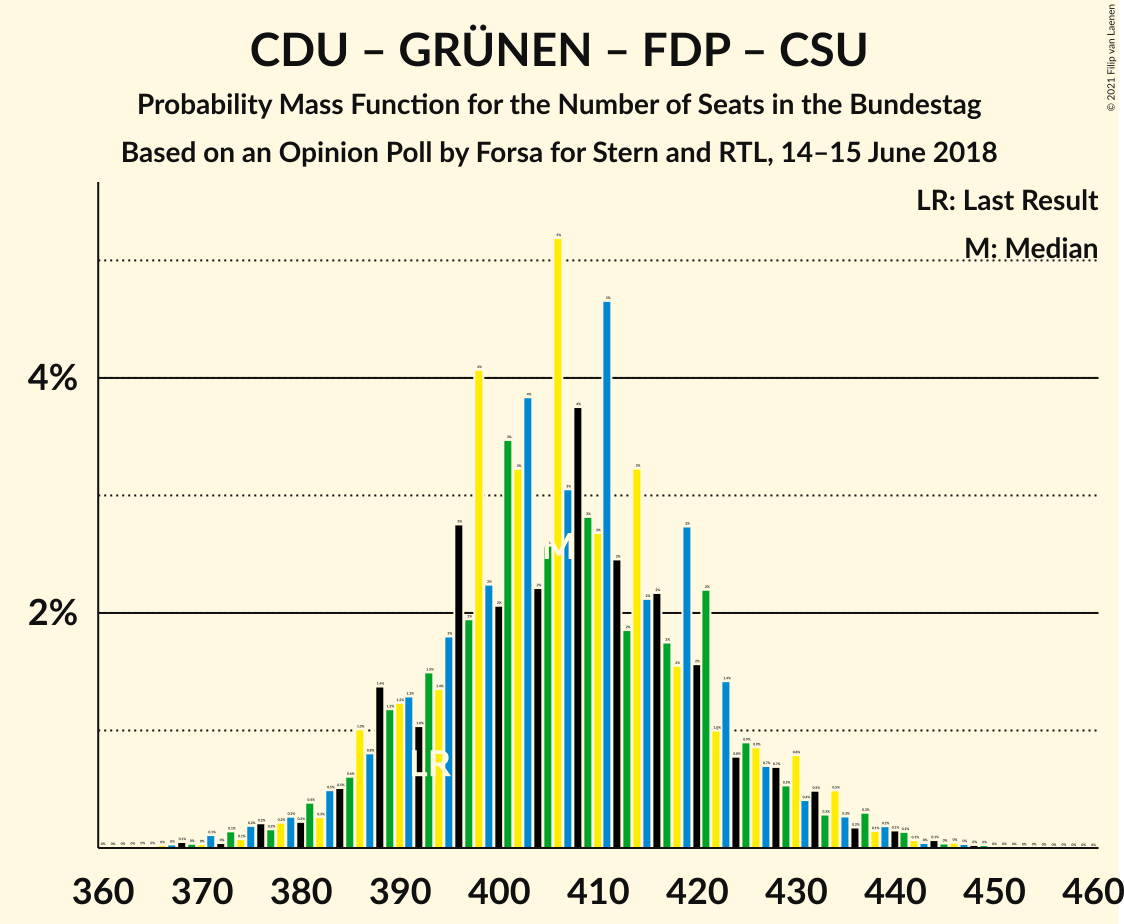 CDU – GRÜNEN – FDP – CSU
Probability Mass Function for the Number of Seats in the Bundestag
Based on an Opinion Poll by Forsa for Stern and RTL, 14–15 June 2018
© 2021 Filip van Laenen
LR: Last Result
M: Median
4%
2%
M
LR
360 370 380 390 400 410 420 430 440 450 460